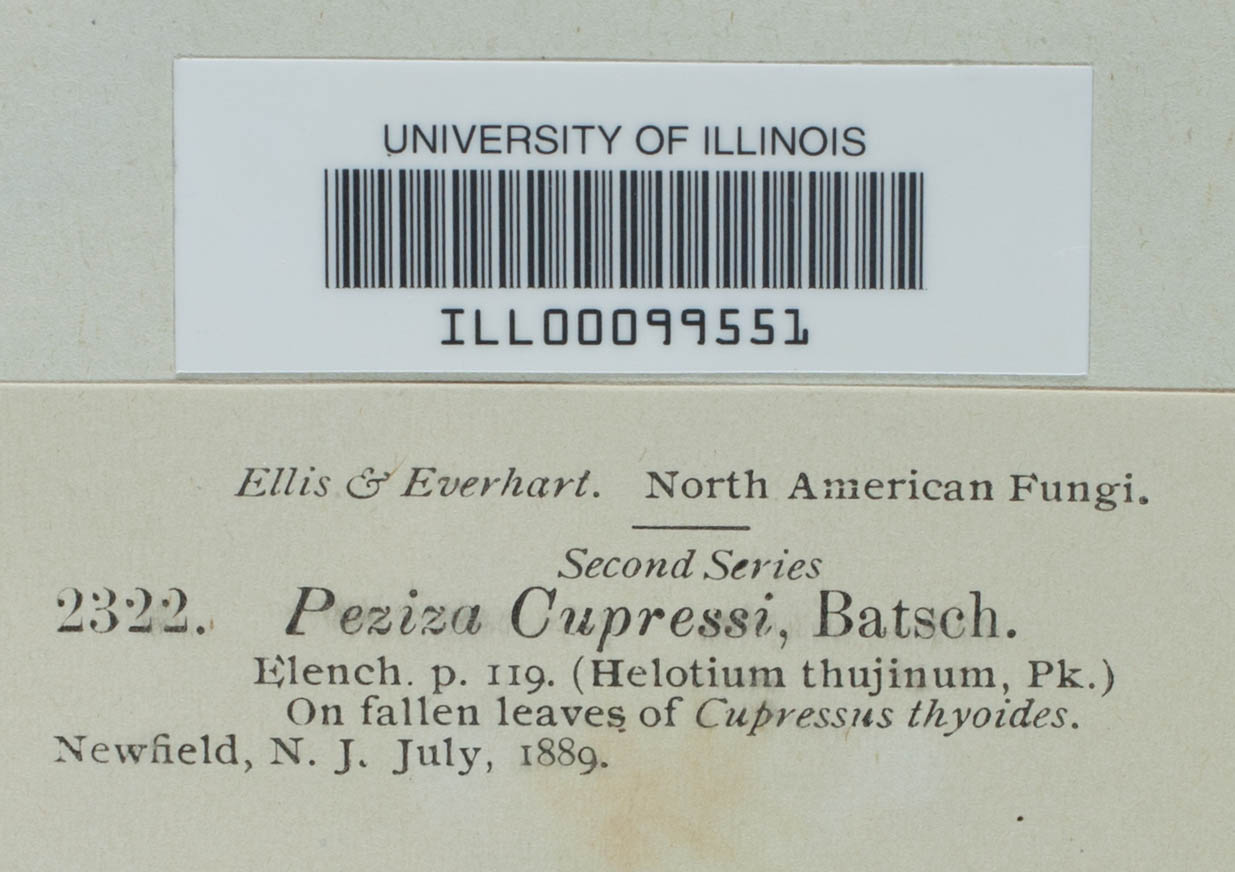 UNIVERSITY OF ILLINOIS
ILL00099551
Ellis & Everhart. North American Fungi.
Second Series
2322. Peziza Cupressi, Batsch.
Elench. p. 119. (Helotium thujinum, Pk.)
On fallen leaves of Cupressus thyoides.
Newfield, N. J. July, 1889.